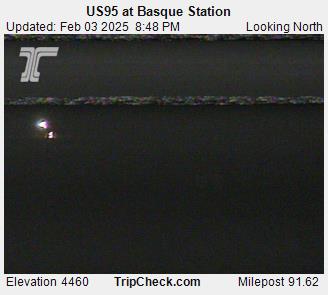 US95 at Basque Station
Updated: Feb 03 2025 8:48 PM Looking North
Elevation 4460 TripCheck.com Milepost 91.62